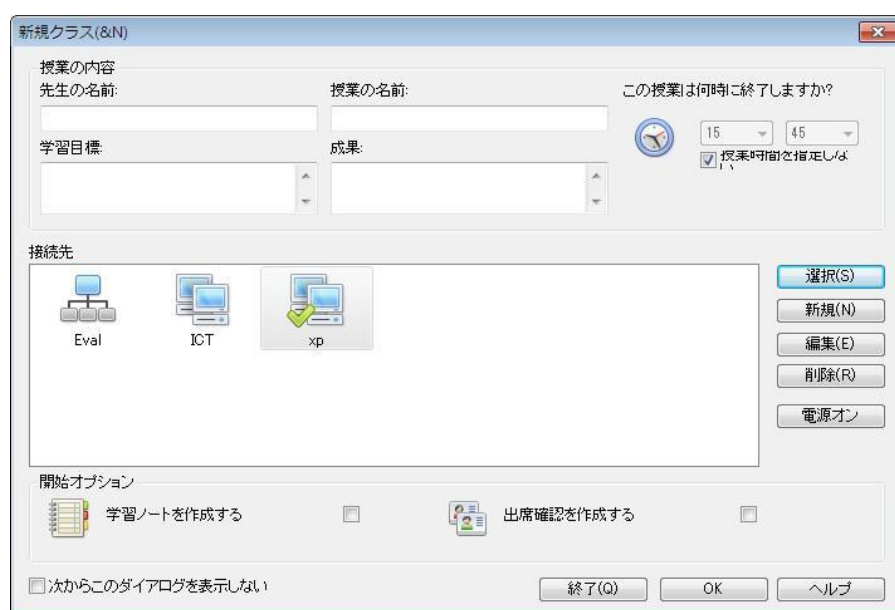 新規クラス(&N)
授業の内容
先生の名前:
授業の名前:
この授業は何時に終了しますか?
15
45
学習目標:
成果:
授業時間を指定しな
接続先
Eval
ICT
xp
選択(S)
新規(N)
編集(E)
削除(R)
電源オン
開始オプション
学習ノートを作成する
出席確認を作成する
次からこのダイアログを表示しない
終了(Q)
OK
ヘルプ